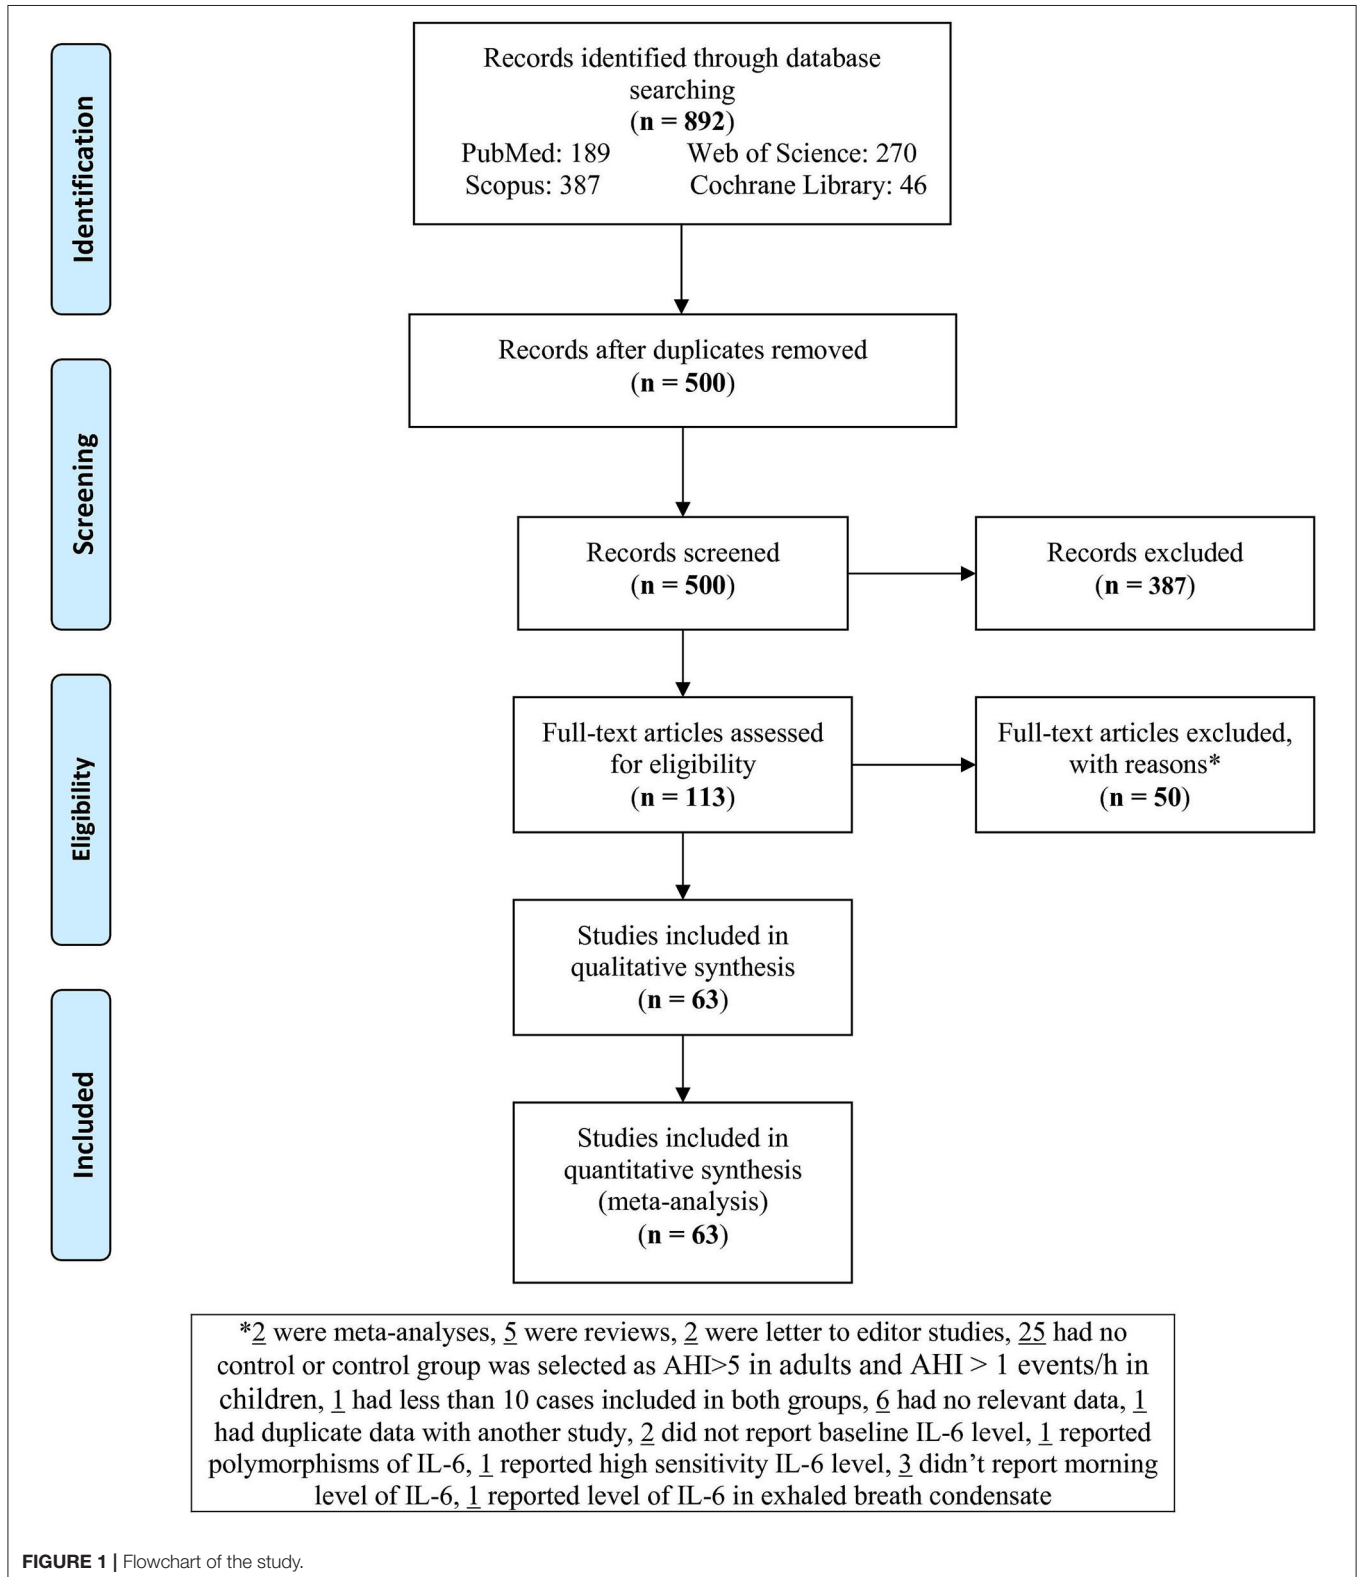 Identification
Records identified through database
searching
(n = 892)
PubMed: 189 Web of Science: 270
Scopus: 387 Cochrane Library: 46
Records after duplicates removed
(n = 500)
Screening
Records screened
(n = 500)
Records excluded
(n = 387)
Eligibility
Full-text articles assessed
for eligibility
(n = 113)
Full-text articles excluded,
with reasons*
(n = 50)
Studies included in
qualitative synthesis
(n = 63)
Included
Studies included in
quantitative synthesis
(meta-analysis)
(n = 63)
*2 were meta-analyses, 5 were reviews, 2 were letter to editor studies, 25 had no
control or control group was selected as AHI>5 in adults and AHI > 1 events/h in
children, 1 had less than 10 cases included in both groups, 6 had no relevant data, 1
had duplicate data with another study, 2 did not report baseline IL-6 level, 1 reported
polymorphisms of IL-6, 1 reported high sensitivity IL-6 level, 3 didn't report morning
level of IL-6, 1 reported level of IL-6 in exhaled breath condensate
FIGURE 1 | Flowchart of the study.